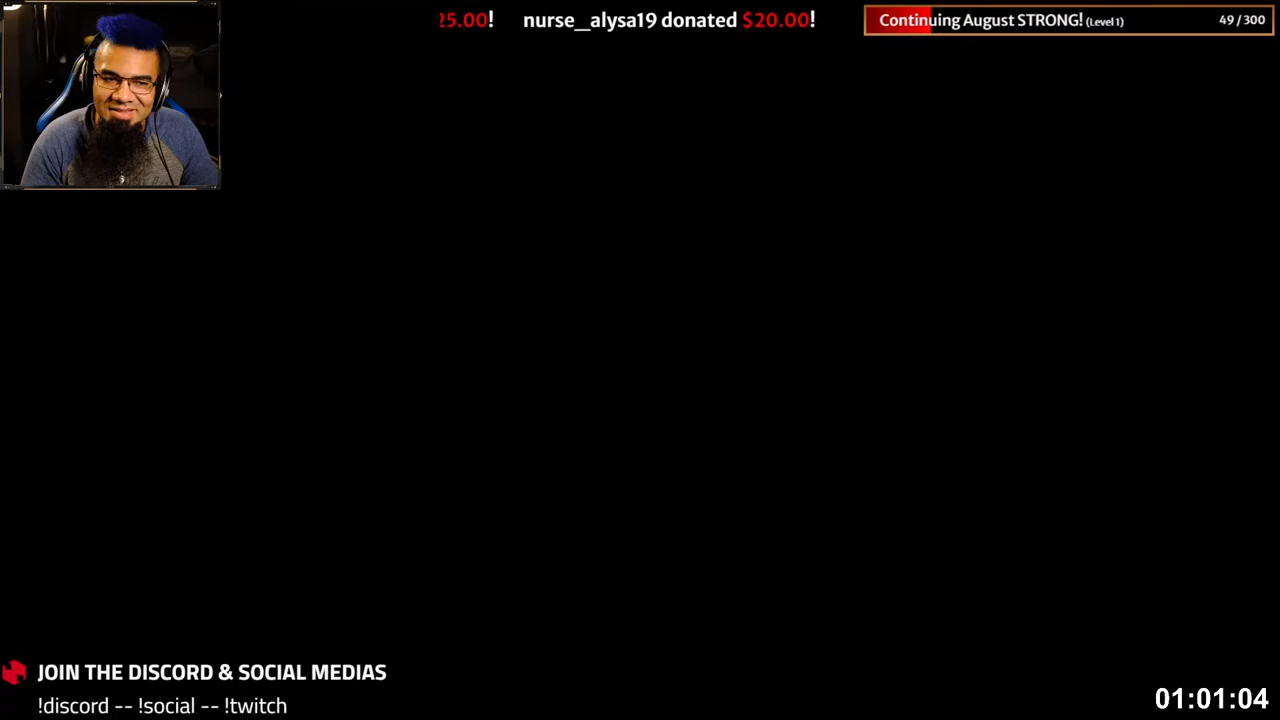 25.00! nurse__alysa19 donated $20.00!
Continuing August STRONG! (Level 1) 49 / 300
JOIN THE DISCORD & SOCIAL MEDIAS
!discord -- !social -- !twitch
01:01:04